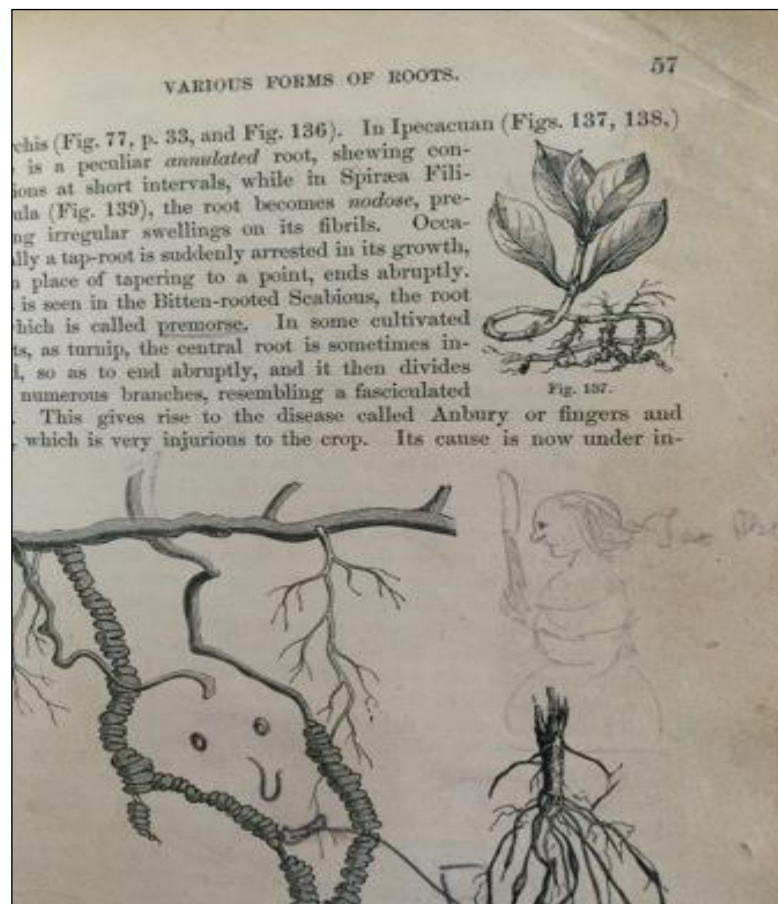 VARIOUS FORMS OF ROOTS. 57
rchis (Fig. 77, p. 33, and Fig. 136). In Ipecacuan (Figs. 137, 138,)
is a peculiar annulated root, shewing con-
ions at short intervals, while in Spiræa Fili-
ula (Fig. 139), the root becomes nodose, pre-
ng irregular swellings on its fibrils. Occa-
lly a tap-root is suddenly arrested in its growth,
n place of tapering to a point, ends abruptly.
is seen in the Bitten-rooted Scabious, the root
hich is called premorse. In some cultivated
ts, as turnip, the central root is sometimes in-
d, so as to end abruptly, and it then divides
numerous branches, resembling a fasciculated
Fig. 137.
. This gives rise to the disease called Anbury or fingers and
, which is very injurious to the crop. Its cause is now under in-